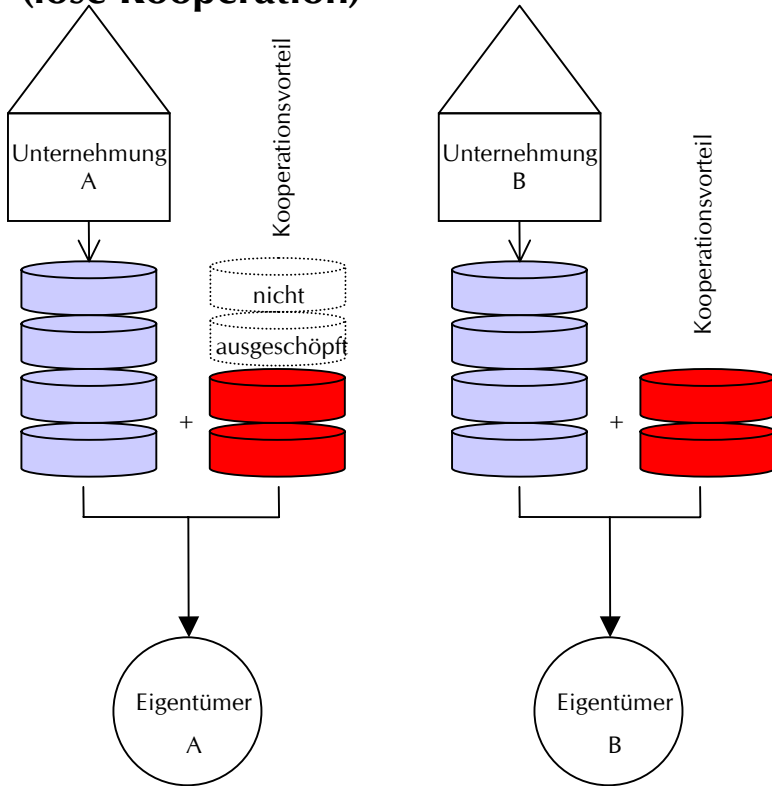 (lose Kooperation)
Unternehmung
A
Kooperationsvorteil
nicht
ausgeschöpft
+
Eigentümer
A
Unternehmung
B
Kooperationsvorteil
+
Eigentümer
B